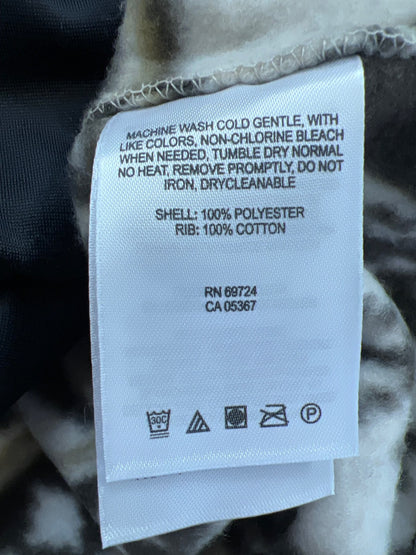 MACHINE WASH COLD GENTLE, WITH
LIKE COLORS, NON-CHLORINE BLEACH
WHEN NEEDED, TUMBLE DRY NORMAL
NO HEAT, REMOVE PROMPTLY, DO NOT
IRON, DRYCLEANABLE
SHELL: 100% POLYESTER
RIB: 100% COTTON
RN 69724
CA 05367
30C P